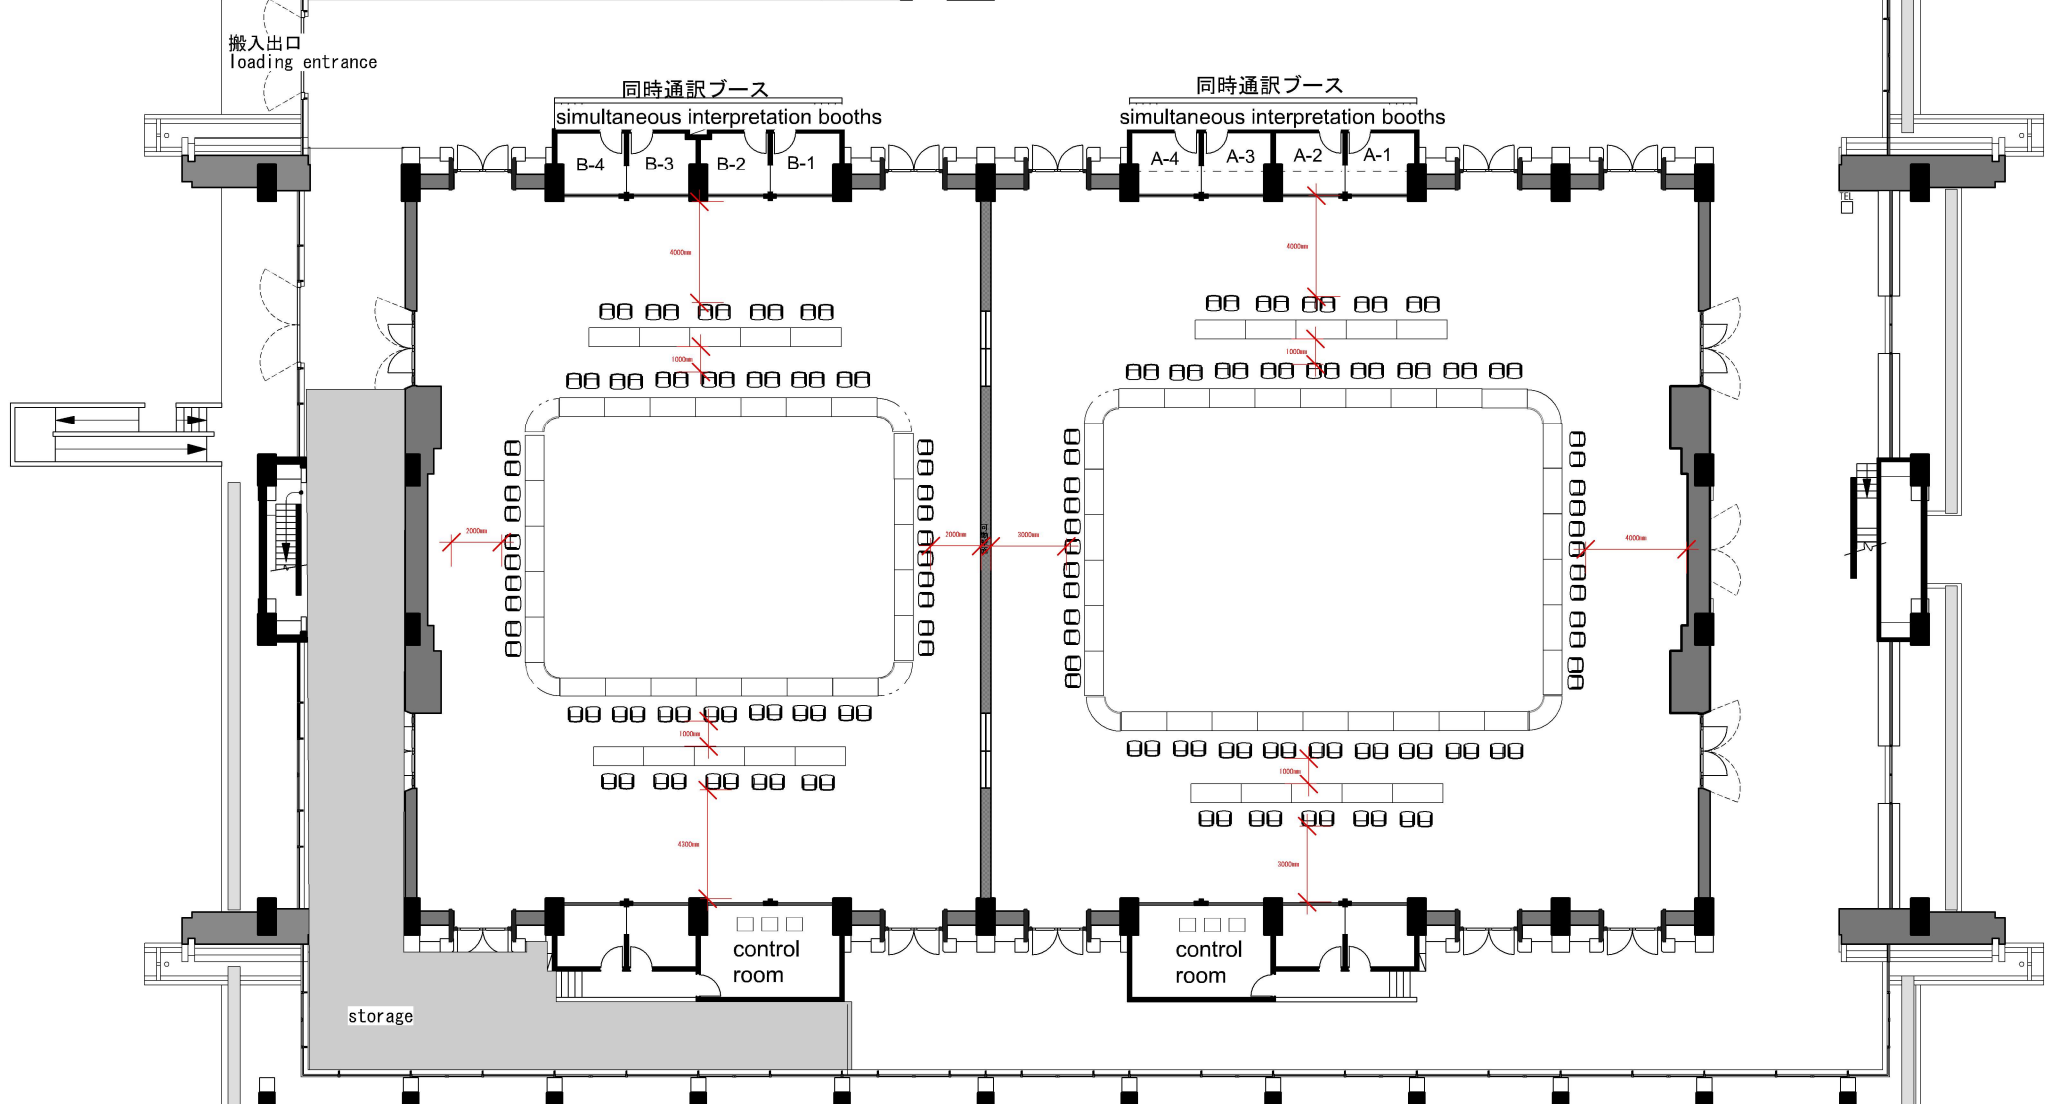 搬入出口
loading entrance
同時通訳ブース
simultaneous interpretation booths
同時通訳ブース
simultaneous interpretation booths
B-4
B-3
B-2
B-1
A-4
A-3
A-2
A-1
TEL
4000mm
4000mm
1000mm
1000mm
2000mm
2000mm
3000mm
4000mm
1000mm
1000mm
4300mm
3000mm
control
room
control
room
storage